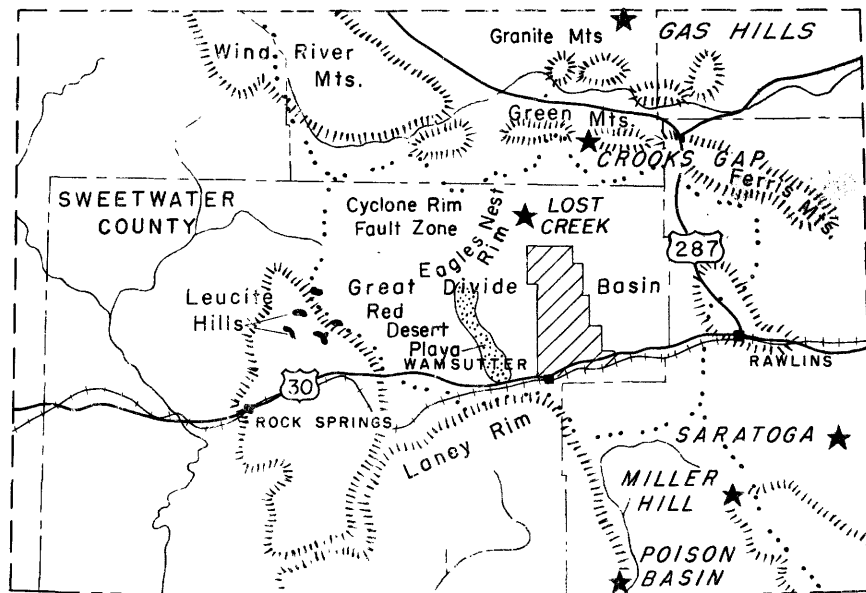 Granite Mts
GAS HILLS
Wind River
Mts.
Green Mts.
CROOKS GAP
Ferris Mts.
SWEETWATER
COUNTY
Cyclone Rim
Fault Zone
Eagles Nest
Rim
LOST
CREEK
287
Leucite
Hills
Great Divide Basin
Red
Desert
Playa
WAMSUTTER
RAWLINS
30
ROCK SPRINGS
Laney Rim
SARATOGA
MILLER
HILL
POISON
BASIN